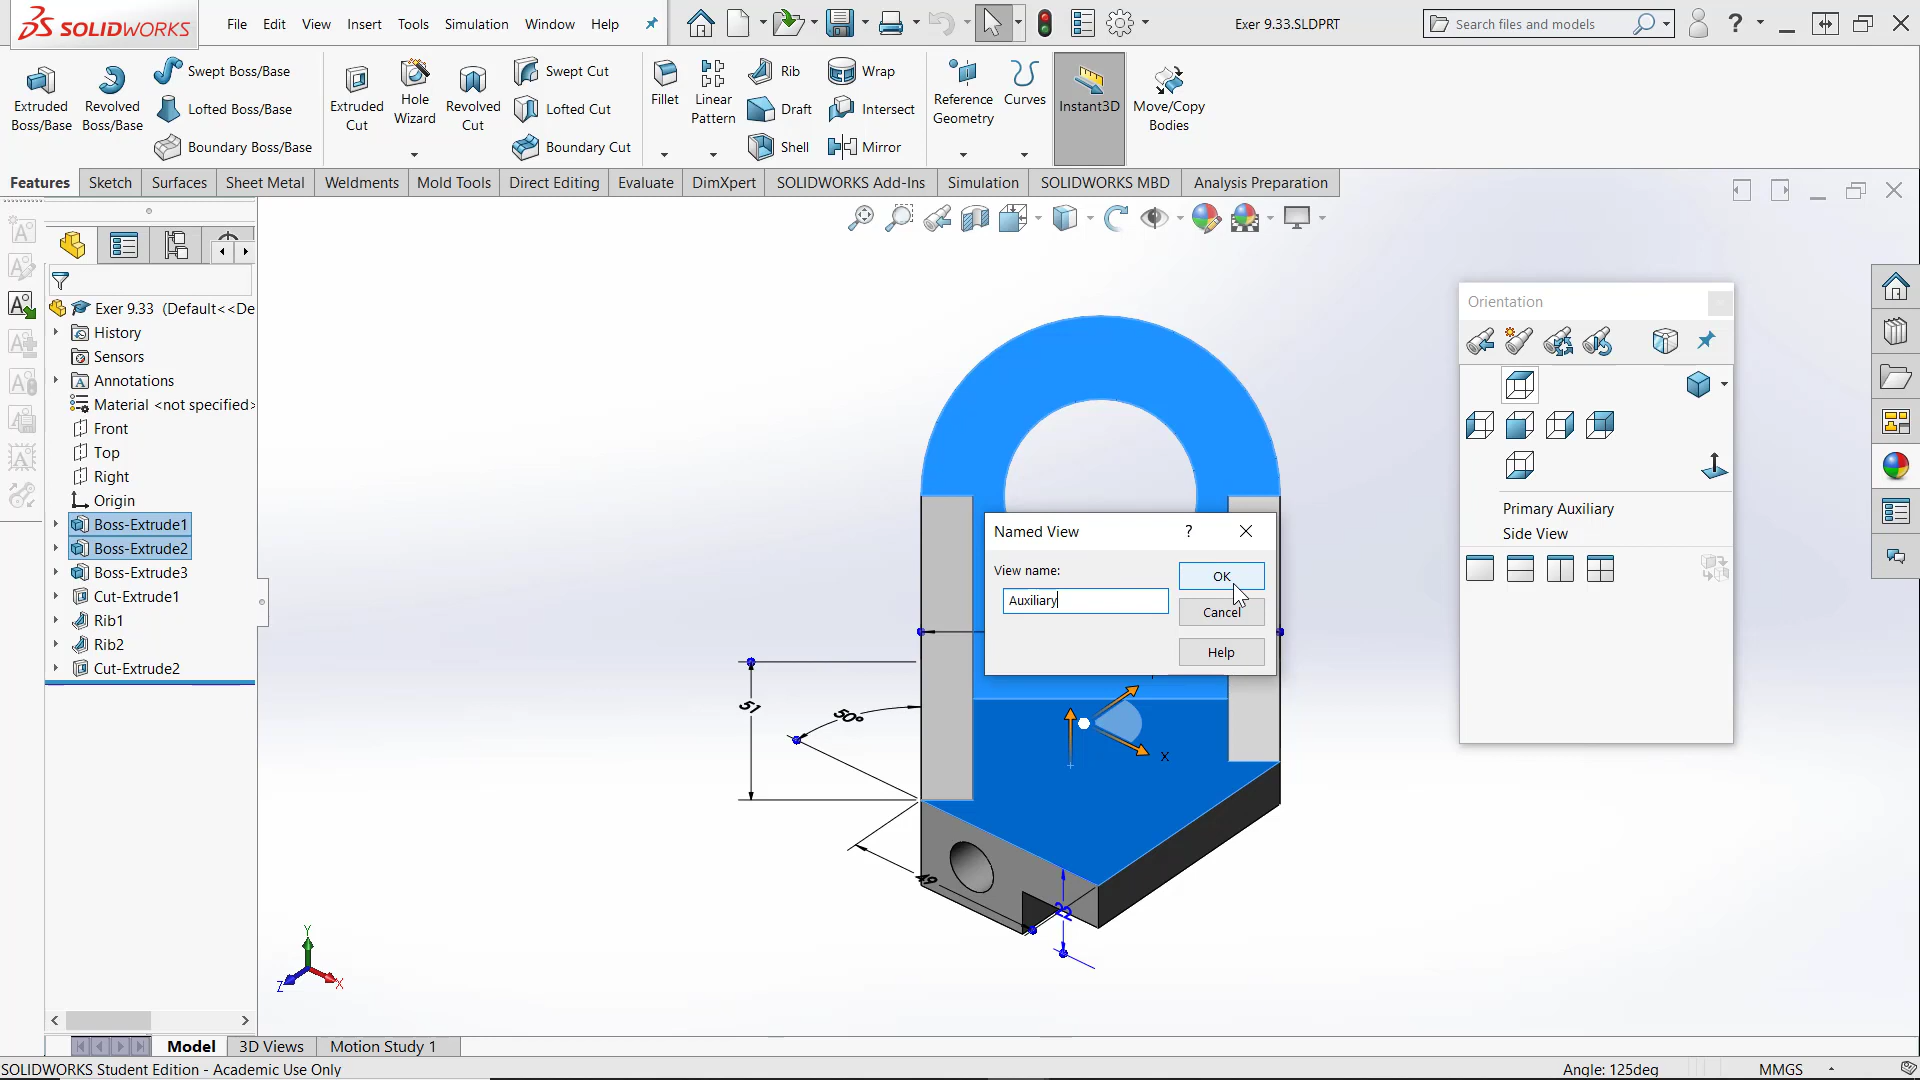 SOLIDWORKS
File Edit View Insert Tools Simulation Window Help
Exer 9.33.SLDPRT
Search files and models
?
Extruded Boss/Base
Revolved Boss/Base
Swept Boss/Base
Lofted Boss/Base
Boundary Boss/Base
Extruded Cut
Hole Wizard
Revolved Cut
Swept Cut
Lofted Cut
Boundary Cut
Fillet
Linear Pattern
Rib
Draft
Shell
Wrap
Intersect
Mirror
Reference Geometry
Curves
Instant3D
Move/Copy Bodies
Features Sketch Surfaces Sheet Metal Weldments Mold Tools Direct Editing Evaluate DimXpert SOLIDWORKS Add-Ins Simulation SOLIDWORKS MBD Analysis Preparation
Exer 9.33 (Default<<De
History
Sensors
Annotations
Material <not specified>
Front
Top
Right
Origin
Boss-Extrude1
Boss-Extrude2
Boss-Extrude3
Cut-Extrude1
Rib1
Rib2
Cut-Extrude2
Orientation
Primary Auxiliary
Side View
Named View ?
View name:
Auxiliary
OK
Cancel
Help
51
50°
49
22
X
Y
Z
X
Model 3D Views Motion Study 1
SOLIDWORKS Student Edition - Academic Use Only
Angle: 125deg
MMGS